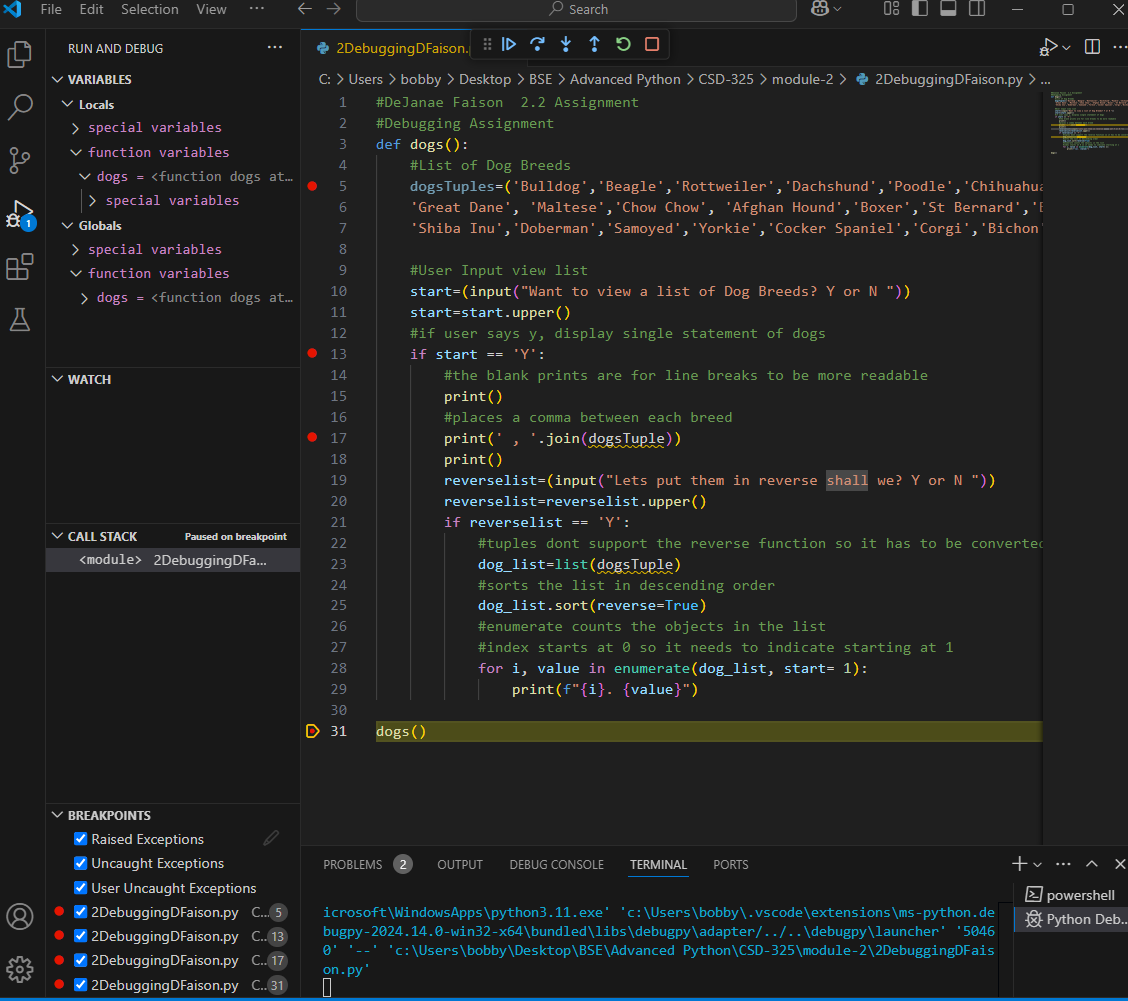 File Edit Selection View ··· Search
RUN AND DEBUG ···
VARIABLES
Locals
special variables
function variables
dogs = <function dogs at…
special variables
Globals
special variables
function variables
dogs = <function dogs at…
WATCH
CALL STACK Paused on breakpoint
<module> 2DebuggingDFa...
BREAKPOINTS
Raised Exceptions
Uncaught Exceptions
User Uncaught Exceptions
2DebuggingDFaison.py C... 5
2DebuggingDFaison.py C... 13
2DebuggingDFaison.py C... 17
2DebuggingDFaison.py C... 31
1
2DebuggingDFaison.
C: > Users > bobby > Desktop > BSE > Advanced Python > CSD-325 > module-2 > 2DebuggingDFaison.py > ...
1 #DeJanae Faison  2.2 Assignment
2 #Debugging Assignment
3 def dogs():
4     #List of Dog Breeds
5     dogsTuples=('Bulldog','Beagle','Rottweiler','Dachshund','Poodle','Chihuahua
6     'Great Dane', 'Maltese','Chow Chow', 'Afghan Hound','Boxer','St Bernard','
7     'Shiba Inu','Doberman','Samoyed','Yorkie','Cocker Spaniel','Corgi','Bichon
8
9     #User Input view list
10     start=(input("Want to view a list of Dog Breeds? Y or N "))
11     start=start.upper()
12     #if user says y, display single statement of dogs
13     if start == 'Y':
14         #the blank prints are for line breaks to be more readable
15         print()
16         #places a comma between each breed
17         print(' , '.join(dogsTuple))
18         print()
19         reverselist=(input("Lets put them in reverse shall we? Y or N "))
20         reverselist=reverselist.upper()
21         if reverselist == 'Y':
22             #tuples dont support the reverse function so it has to be converted
23             dog_list=list(dogsTuple)
24             #sorts the list in descending order
25             dog_list.sort(reverse=True)
26             #enumerate counts the objects in the list
27             #index starts at 0 so it needs to indicate starting at 1
28             for i, value in enumerate(dog_list, start= 1):
29                 print(f"{i}. {value}")
30
31 dogs()
PROBLEMS 2 OUTPUT DEBUG CONSOLE TERMINAL PORTS
icrosoft\WindowsApps\python3.11.exe' 'c:\Users\bobby\.vscode\extensions\ms-python.de
bugpy-2024.14.0-win32-x64\bundled\libs\debugpy\adapter/../..\debugpy\launcher' '5046
0' '--' 'c:\Users\bobby\Desktop\BSE\Advanced Python\CSD-325\module-2\2DebuggingDFais
on.py'
powershell
Python Deb...